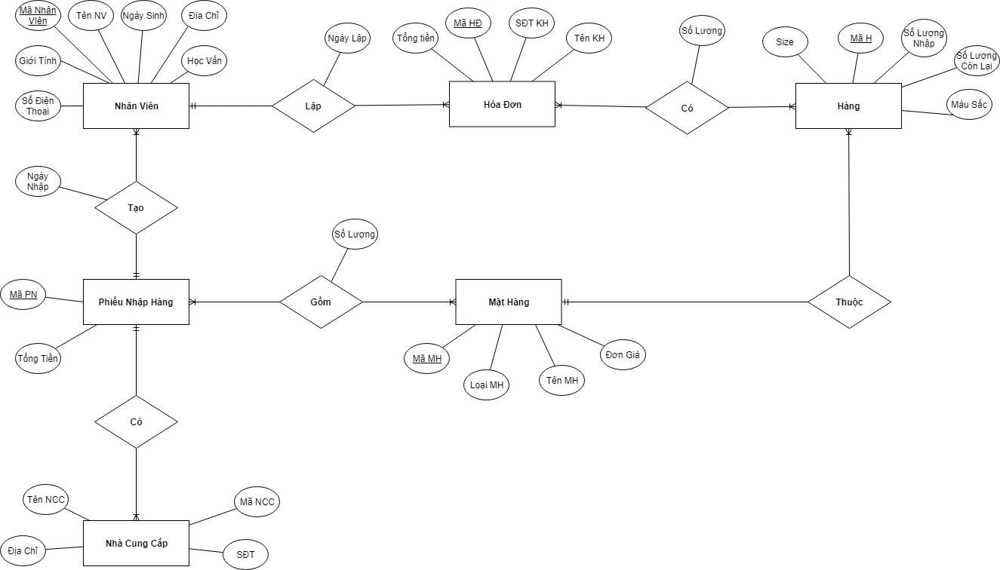 Mã Nhân
VIên
Tên NV
Ngày Sinh
Địa Chỉ
Giới Tính
Học Vấn
Số Điện
Thoại
Nhân Viên
Ngày Lập
Lập
Tổng tiền
Mã HĐ
SĐT KH
Tên KH
Hóa Đơn
Số Lượng
Có
Size
Mã H
Số Lượng
Nhập
Số Lượng
Còn Lại
Màu Sắc
Hàng
Ngày
Nhập
Tạo
Số Lượng
Mã PN
Phiếu Nhập Hàng
Gồm
Mặt Hàng
Thuộc
Tổng Tiền
Mã MH
Loại MH
Tên MH
Đơn Giá
Có
Tên NCC
Mã NCC
Địa Chỉ
Nhà Cung Cấp
SĐT